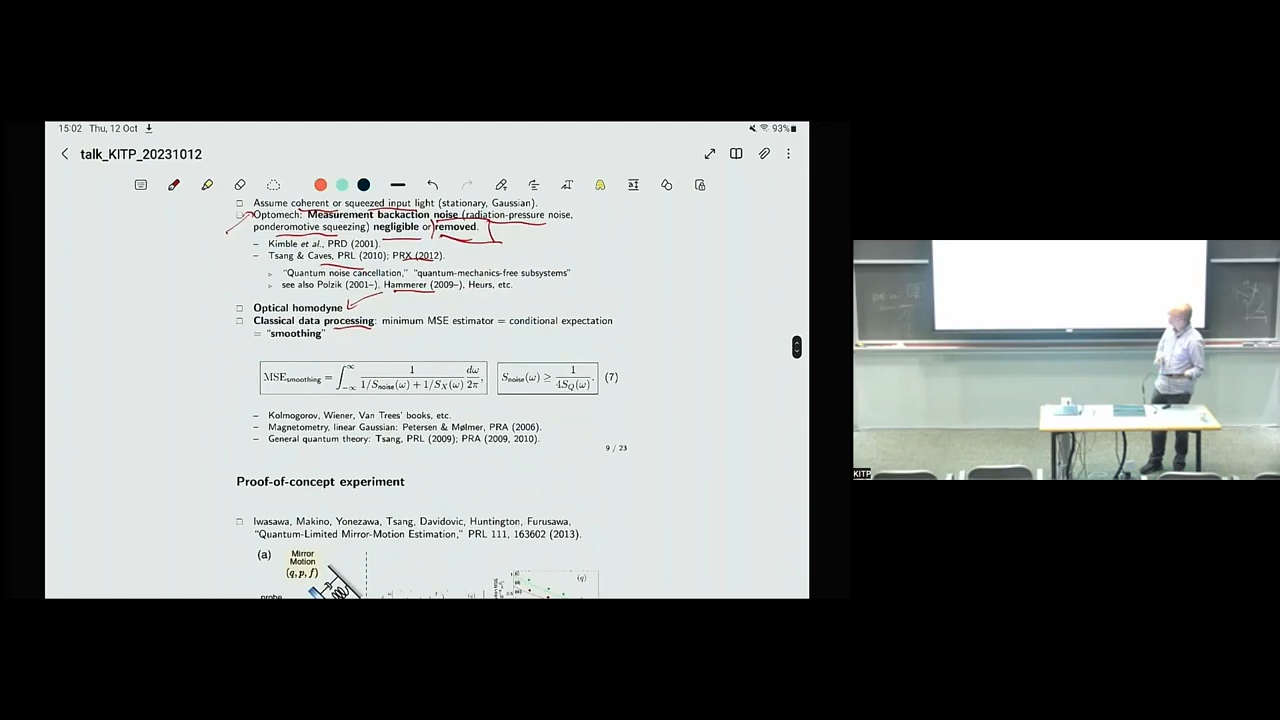 15:02 Thu, 12 Oct
93%
talk_KITP_20231012
□ Assume coherent or squeezed input light (stationary, Gaussian).
□ Optomech: Measurement backaction noise (radiation-pressure noise,
ponderomotive squeezing) negligible or removed.
– Kimble et al., PRD (2001).
– Tsang & Caves, PRL (2010); PRX (2012).
▹ "Quantum noise cancellation," "quantum-mechanics-free subsystems"
▹ see also Polzik (2001–), Hammerer (2009–), Heurs, etc.
□ Optical homodyne
□ Classical data processing: minimum MSE estimator = conditional expectation
= "smoothing"
MSE_smoothing = ∫_{-∞}^{∞} 1/(1/S_noise(ω) + 1/S_X(ω)) dω/2π, S_noise(ω) ≥ 1/(4S_Q(ω)). (7)
– Kolmogorov, Wiener, Van Trees' books, etc.
– Magnetometry, linear Gaussian: Petersen & Mølmer, PRA (2006).
– General quantum theory: Tsang, PRL (2009); PRA (2009, 2010).
9 / 23
Proof-of-concept experiment
□ Iwasawa, Makino, Yonezawa, Tsang, Davidovic, Huntington, Furusawa,
"Quantum-Limited Mirror-Motion Estimation," PRL 111, 163602 (2013).
(a)
Mirror
Motion
(q, p, f)
(q)
probe
KITP